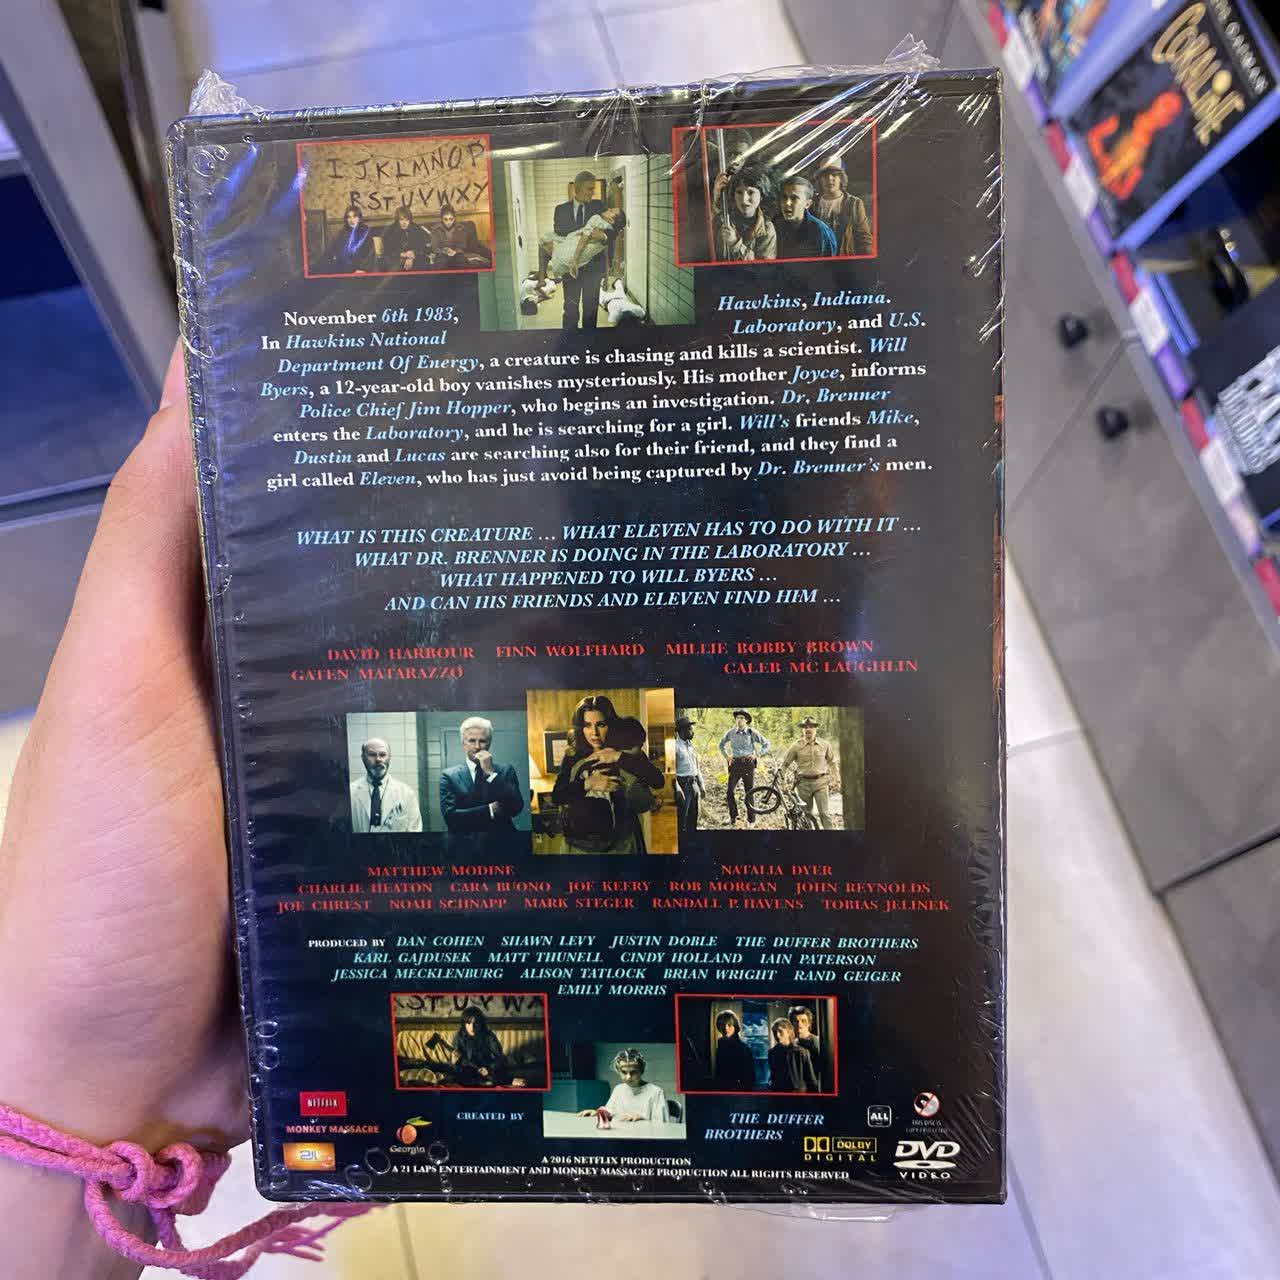 CORALINE
I J K L M N O P
R S T U V W X Y
November 6th 1983, Hawkins, Indiana.
In Hawkins National Laboratory, and U.S.
Department Of Energy, a creature is chasing and kills a scientist. Will
Byers, a 12-year-old boy vanishes mysteriously. His mother Joyce, informs
Police Chief Jim Hopper, who begins an investigation. Dr. Brenner
enters the Laboratory, and he is searching for a girl. Will's friends Mike,
Dustin and Lucas are searching also for their friend, and they find a
girl called Eleven, who has just avoid being captured by Dr. Brenner's men.
WHAT IS THIS CREATURE ... WHAT ELEVEN HAS TO DO WITH IT ...
WHAT DR. BRENNER IS DOING IN THE LABORATORY ...
WHAT HAPPENED TO WILL BYERS ...
AND CAN HIS FRIENDS AND ELEVEN FIND HIM ...
DAVID HARBOUR FINN WOLFHARD MILLIE BOBBY BROWN
GATEN MATARAZZO CALEB MC LAUGHLIN
MATTHEW MODINE NATALIA DYER
CHARLIE HEATON CARA BUONO JOE KEERY ROB MORGAN JOHN REYNOLDS
JOE CHREST NOAH SCHNAPP MARK STEGER RANDALL P. HAVENS TOBIAS JELINEK
PRODUCED BY DAN COHEN SHAWN LEVY JUSTIN DOBLE THE DUFFER BROTHERS
KARL GAJDUSEK MATT THUNELL CINDY HOLLAND IAIN PATERSON
JESSICA MECKLENBURG ALISON TATLOCK BRIAN WRIGHT RAND GEIGER
EMILY MORRIS
NETFLIX
MONKEY MASSACRE
21
Georgia
CREATED BY THE DUFFER
BROTHERS
ALL
DOLBY
DIGITAL
DVD
VIDEO
A 2016 NETFLIX PRODUCTION
A 21 LAPS ENTERTAINMENT AND MONKEY MASSACRE PRODUCTION ALL RIGHTS RESERVED